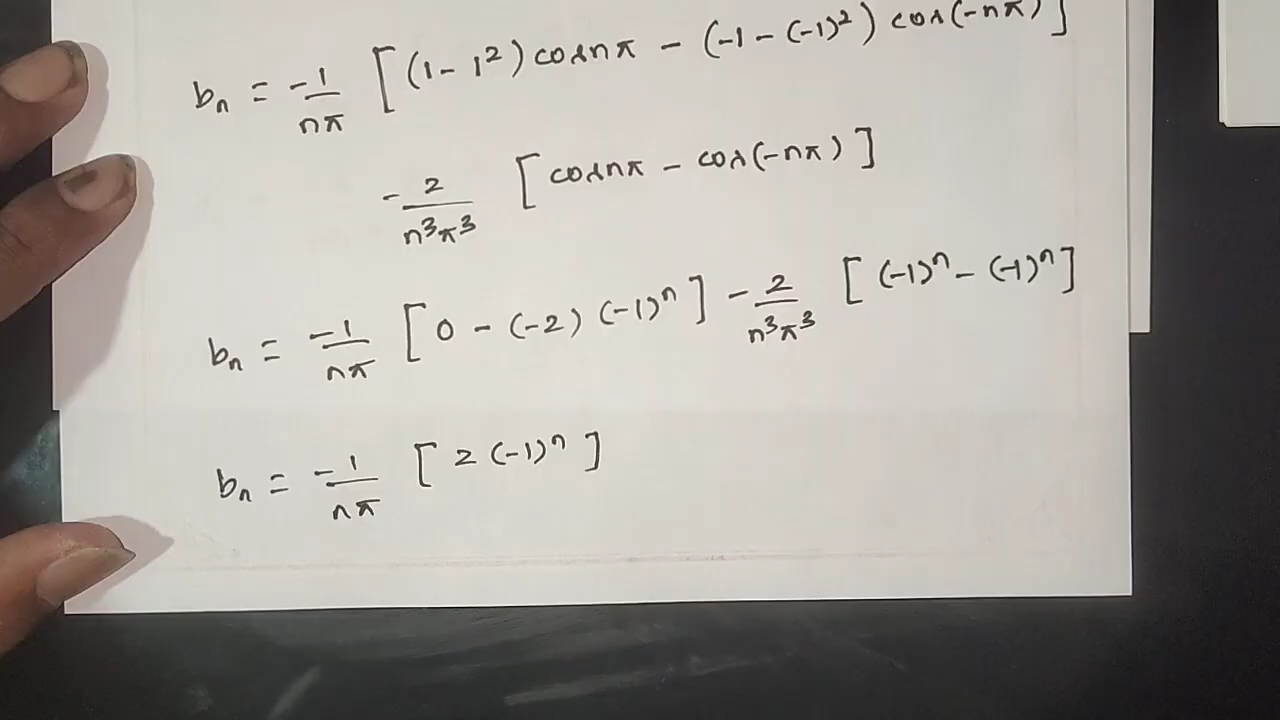 bₙ = -1/nπ [(1 - 1²) cos nπ - (-1 - (-1)²) cos(-nπ)]
- 2/n³π³ [cos nπ - cos(-nπ)]
bₙ = -1/nπ [0 - (-2) (-1)ⁿ] - 2/n³π³ [(-1)ⁿ - (-1)ⁿ]
bₙ = -1/nπ [2 (-1)ⁿ]